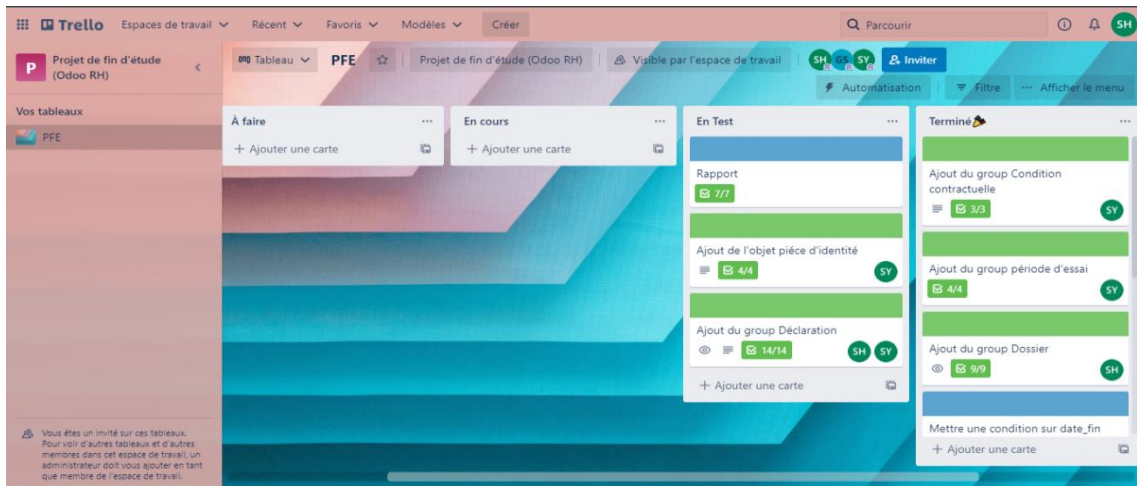 Trello Espaces de travail Récent Favoris Modèles Créer Parcourir SH
P Projet de fin d'étude
(Odoo RH)
Vos tableaux
PFE
Vous êtes un invité sur ces tableaux.
Pour voir d'autres tableaux et d'autres
membres dans cet espace de travail, un
administrateur doit vous ajouter en tant
que membre de l'espace de travail.
Tableau PFE Projet de fin d'étude (Odoo RH) Visible par l'espace de travail SH GS SY Inviter
Automatisation Filtre Afficher le menu
À faire
+ Ajouter une carte
En cours
+ Ajouter une carte
En Test
Rapport
7/7
Ajout de l'objet piéce d'identité
4/4 SY
Ajout du group Déclaration
14/14 SH SY
+ Ajouter une carte
Terminé
Ajout du group Condition
contractuelle
3/3 SY
Ajout du group période d'essai
4/4 SY
Ajout du group Dossier
9/9 SH
Mettre une condition sur date_fin
+ Ajouter une carte